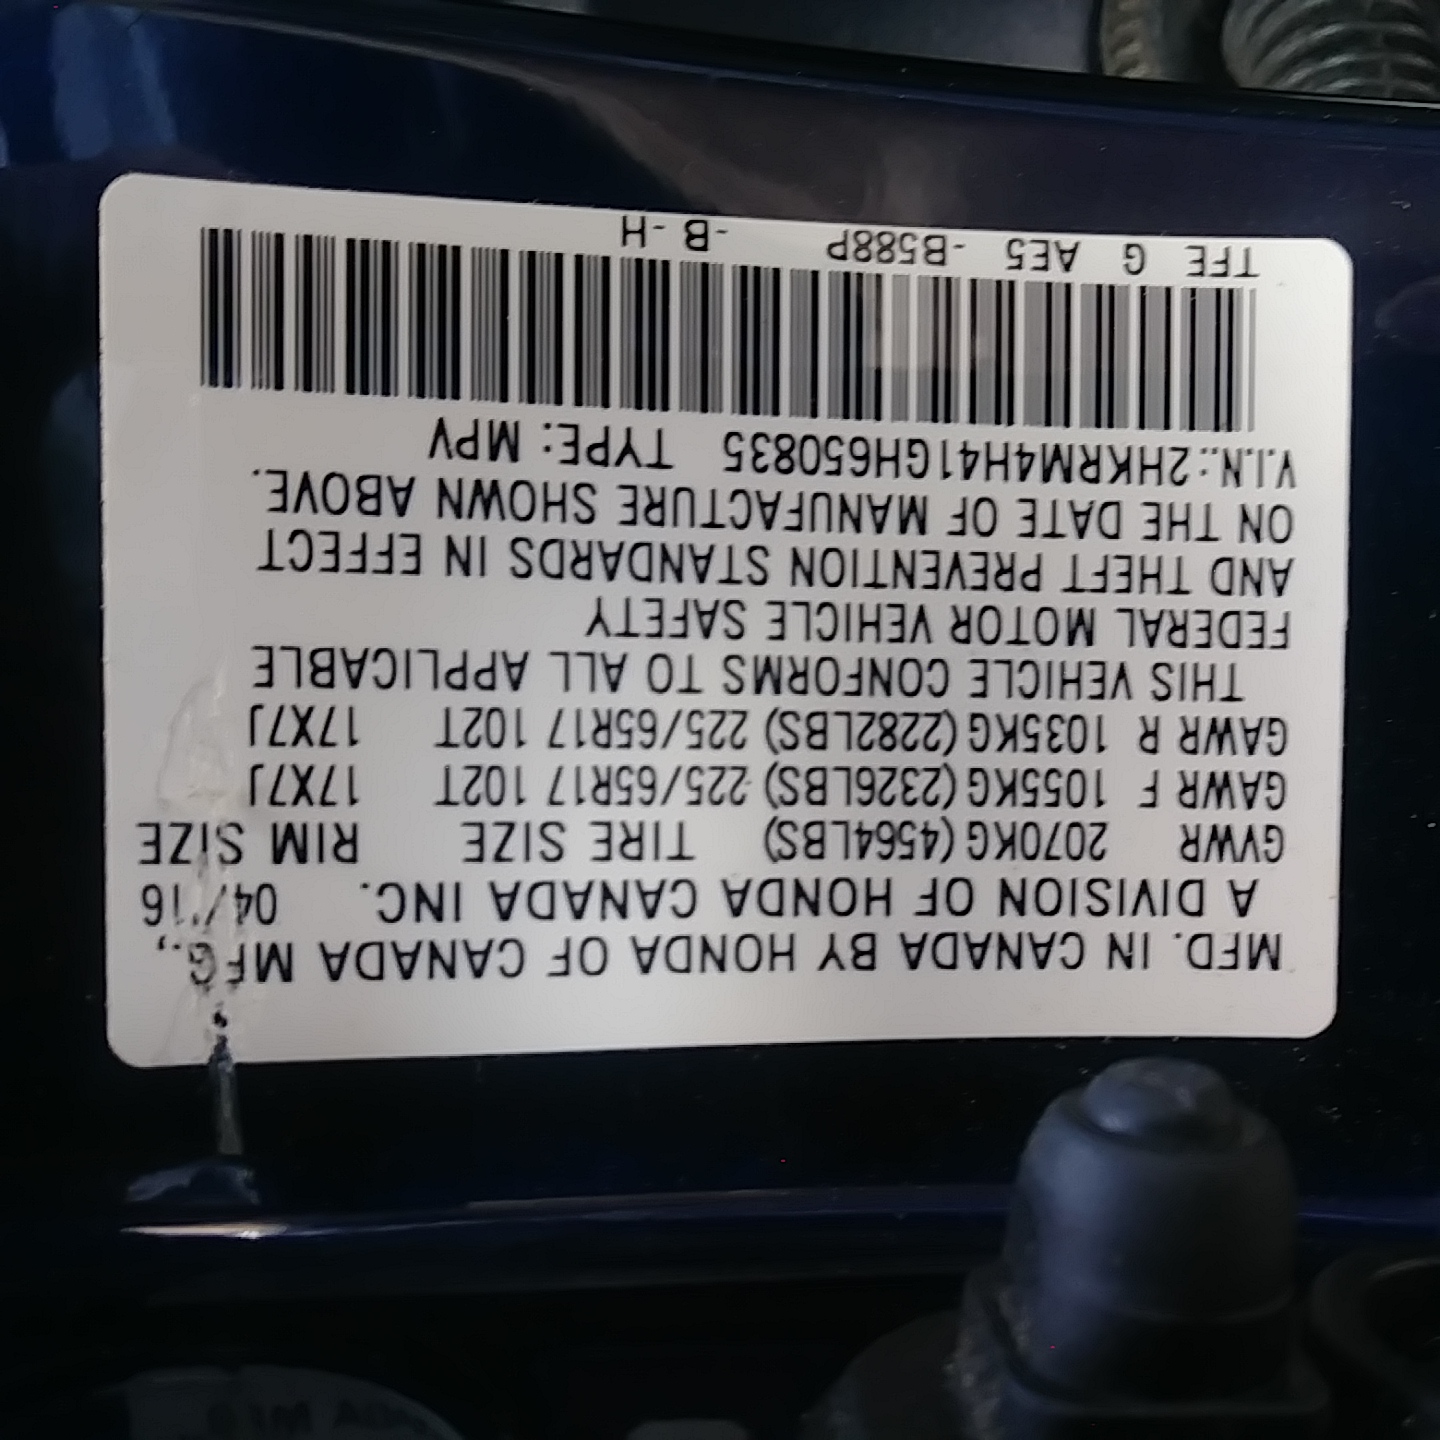 MFD. IN CANADA BY HONDA OF CANADA MFG.,
A DIVISION OF HONDA CANADA INC. 04/16
GVWR 2070KG (4564LBS) TIRE SIZE RIM SIZE
GAWR F 1055KG (2326LBS) 225/65R17 102T 17X7J
GAWR R 1035KG (2282LBS) 225/65R17 102T 17X7J
THIS VEHICLE CONFORMS TO ALL APPLICABLE
FEDERAL MOTOR VEHICLE SAFETY
AND THEFT PREVENTION STANDARDS IN EFFECT
ON THE DATE OF MANUFACTURE SHOWN ABOVE.
V.I.N.: 2HKRM4H41GH650835 TYPE: MPV
TFE G AE5 -B588P -B -H